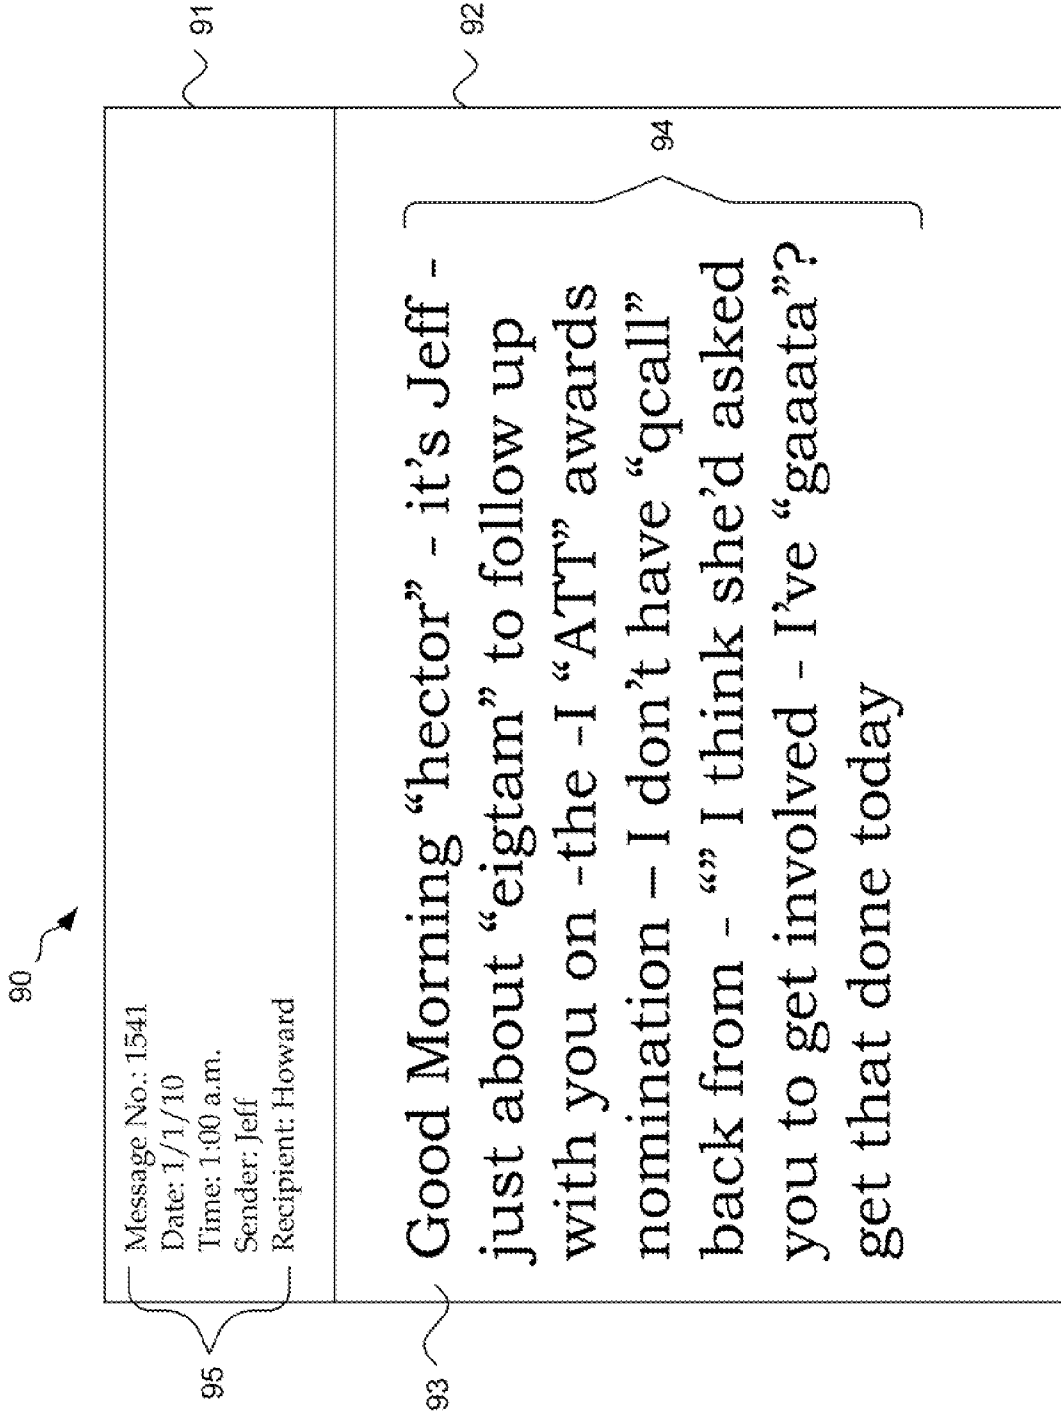 90
91
92
95
Message No.: 1541
Date: 1/1/10
Time: 1:00 a.m.
Sender: Jeff
Recipient: Howard
93
94
Good Morning “hector” - it’s Jeff -
just about “eigtam” to follow up
with you on -the -I “ATT” awards
nomination – I don’t have “qcall”
back from - “” I think she’d asked
you to get involved - I’ve “gaaata”?
get that done today